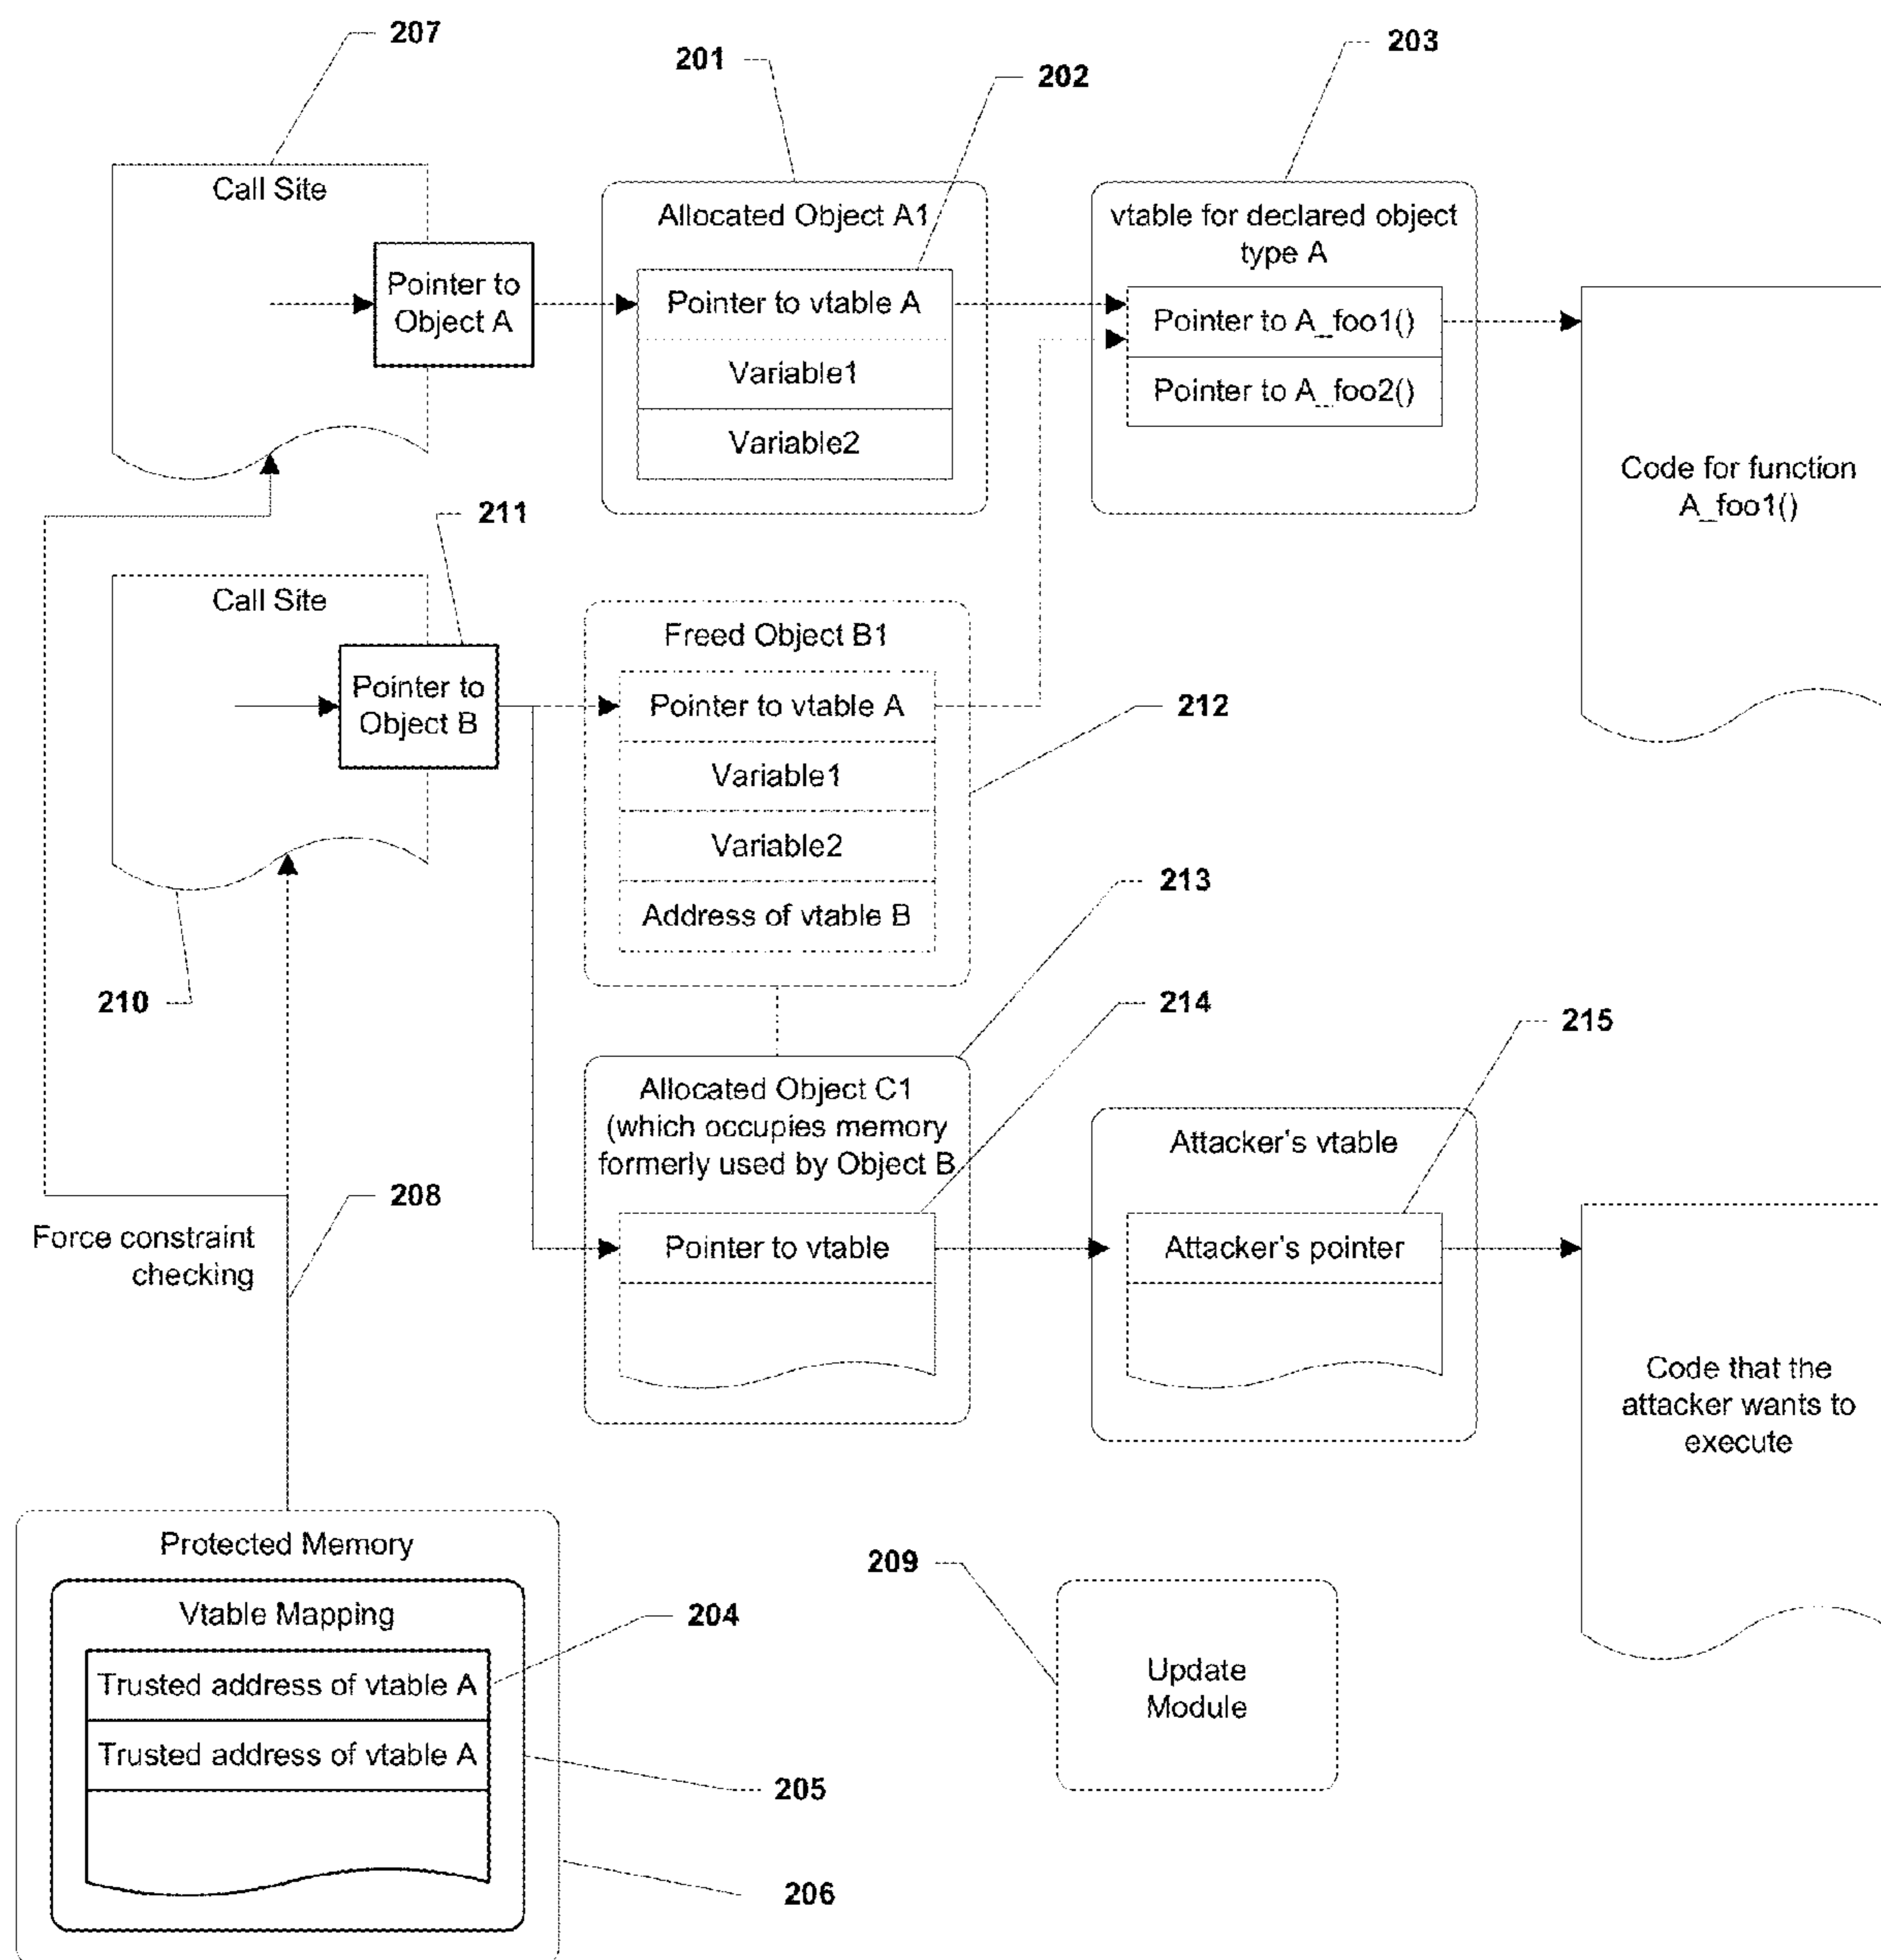 207
201
202
203
Call Site
Pointer to
Object A
Allocated Object A1
Pointer to vtable A
Variable1
Variable2
vtable for declared object
type A
Pointer to A_foo1()
Pointer to A_foo2()
Code for function
A_foo1()
211
Call Site
Pointer to
Object B
210
Freed Object B1
Pointer to vtable A
Variable1
Variable2
Address of vtable B
212
213
214
215
Allocated Object C1
(which occupies memory
formerly used by Object B
Pointer to vtable
Attacker's vtable
Attacker's pointer
Code that the
attacker wants to
execute
208
Force constraint
checking
Protected Memory
Vtable Mapping
Trusted address of vtable A
Trusted address of vtable A
204
205
206
209
Update
Module